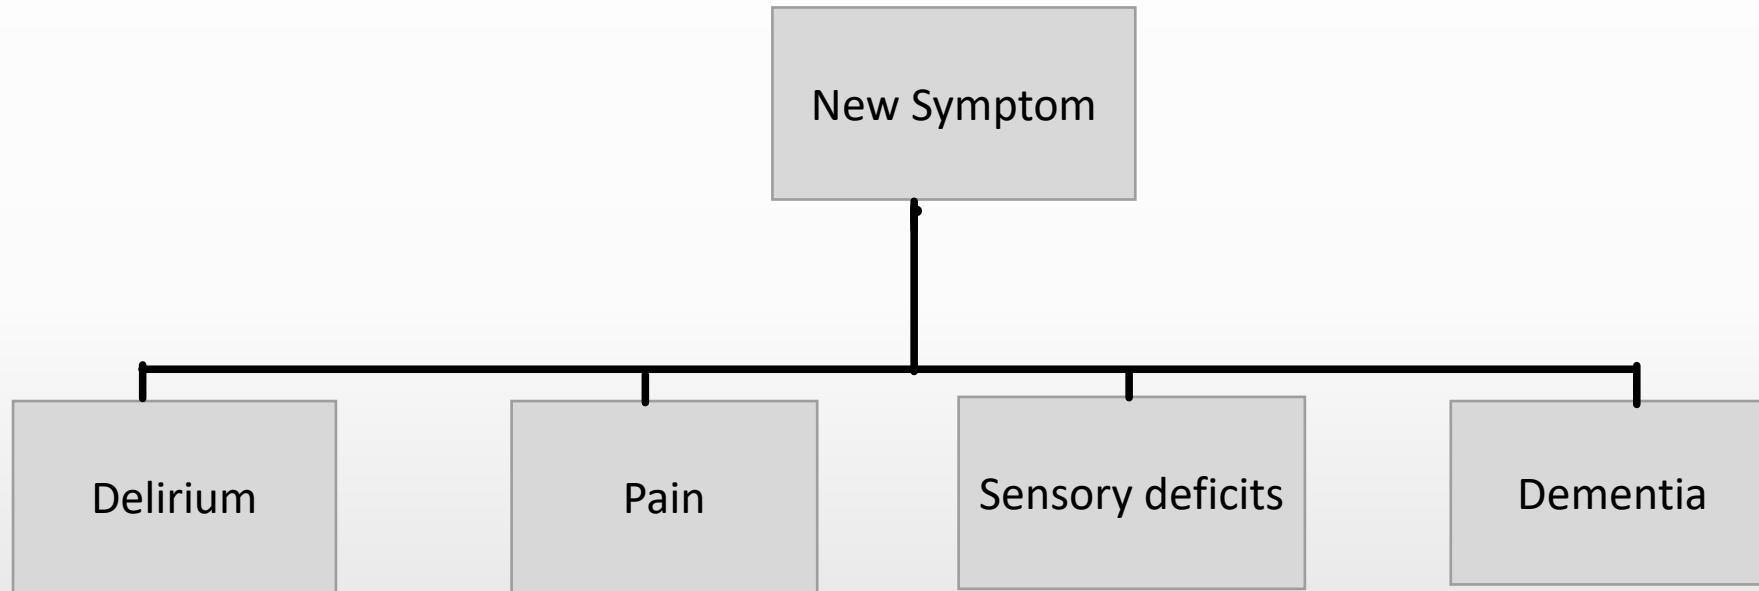 New Symptom
Delirium
Pain
Sensory deficits
Dementia